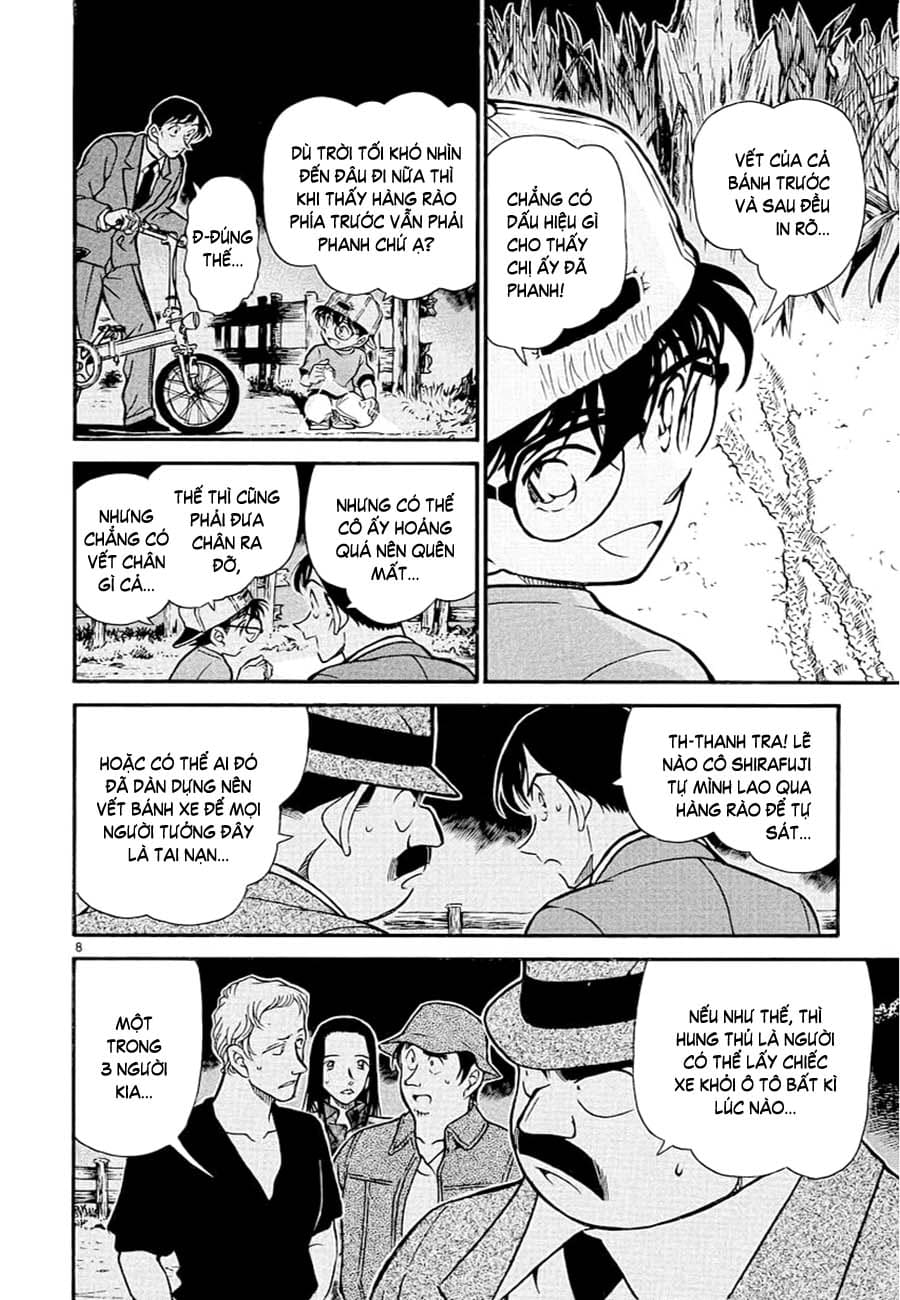 VẾT CỦA CẢ
BÁNH TRƯỚC
VÀ SAU ĐỀU
IN RÕ...
CHẲNG CÓ
DẤU HIỆU GÌ
CHO THẤY
CHỊ ẤY ĐÃ
PHANH!
DÙ TRỜI TỐI KHÓ NHÌN
ĐẾN ĐÂU ĐI NỮA THÌ
KHI THẤY HÀNG RÀO
PHÍA TRƯỚC VẪN PHẢI
PHANH CHỨ Ạ?
Đ-ĐÚNG
THẾ...
NHƯNG CÓ THỂ
CÔ ẤY HOẢNG
QUÁ NÊN QUÊN
MẤT...
THẾ THÌ CŨNG
PHẢI ĐƯA
CHÂN RA
ĐỠ,
NHƯNG
CHẲNG CÓ
VẾT CHÂN
GÌ CẢ...
TH-THANH TRA! LẼ
NÀO CÔ SHIRAFUJI
TỰ MÌNH LAO QUA
HÀNG RÀO ĐỂ TỰ
SÁT...
HOẶC CÓ THỂ AI ĐÓ
ĐÃ DÀN DỰNG NÊN
VẾT BÁNH XE ĐỂ MỌI
NGƯỜI TƯỞNG ĐÂY
LÀ TAI NẠN...
8
NẾU NHƯ THẾ, THÌ
HUNG THỦ LÀ NGƯỜI
CÓ THỂ LẤY CHIẾC
XE KHỎI Ô TÔ BẤT KÌ
LÚC NÀO...
MỘT
TRONG
3 NGƯỜI
KIA...